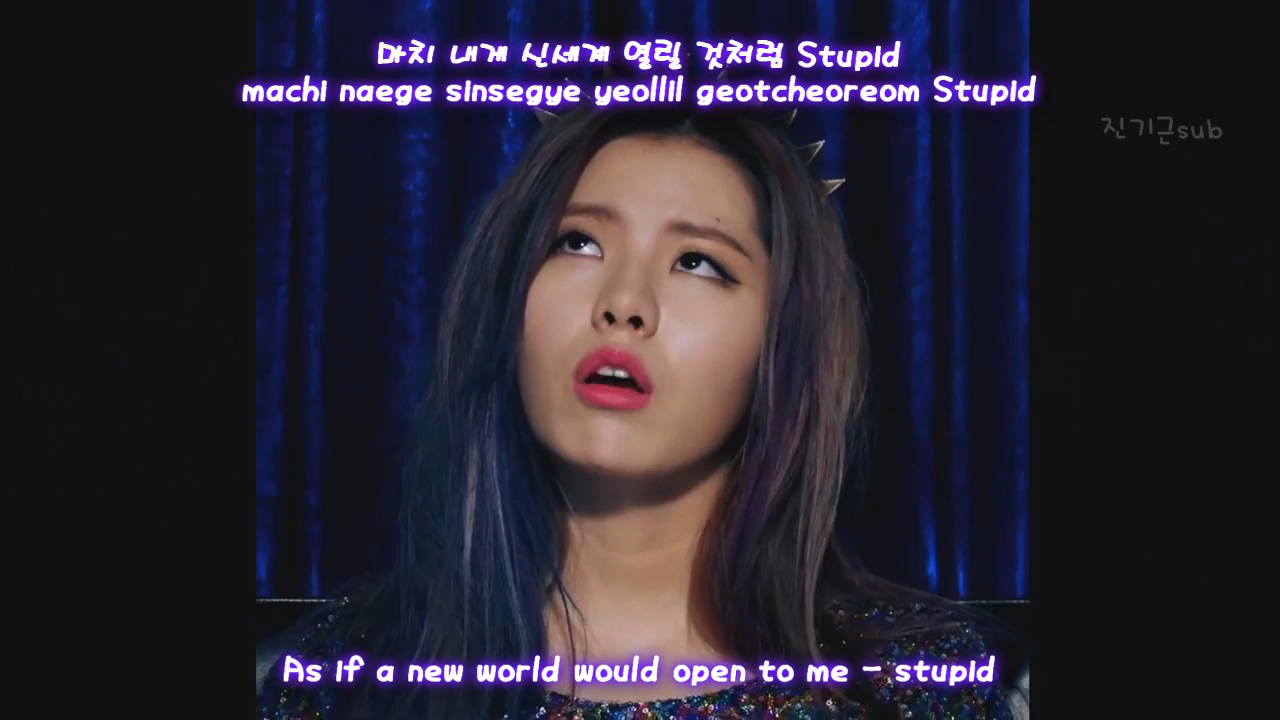 마치 내게 신세계 열릴 것처럼 Stupid
machi naege sinsegye yeollil geotcheoreom Stupid
진기근sub
As if a new world would open to me - stupid